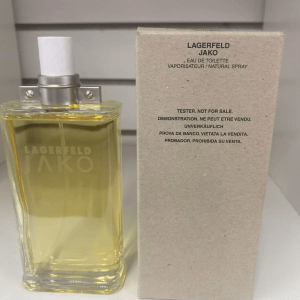 LAGERFELD
JAKO
LAGERFELD
JAKO
EAU DE TOILETTE
VAPORISATEUR / NATURAL SPRAY
TESTER. NOT FOR SALE.
DEMONSTRATION. NE PEUT ETRE VENDU.
UNVERKÄUFLICH
PROVA DA BANCO. VIETATA LA VENDITA.
PROBADOR. PROHIBIDA SU VENTA.